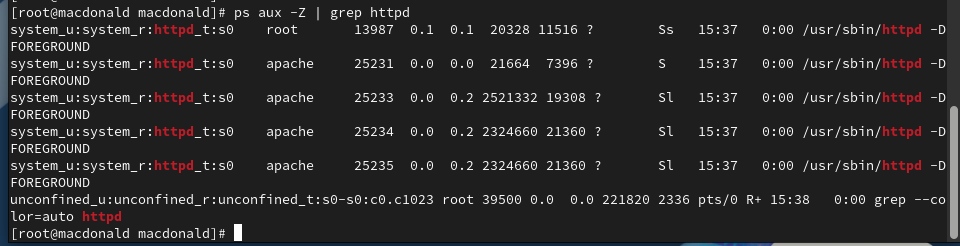 [root@macdonald macdonald]# ps aux -Z | grep httpd
system_u:system_r:httpd_t:s0    root       13987  0.1  0.1  20328 11516 ?        Ss   15:37   0:00 /usr/sbin/httpd -D
FOREGROUND
system_u:system_r:httpd_t:s0    apache     25231  0.0  0.0  21664  7396 ?        S    15:37   0:00 /usr/sbin/httpd -D
FOREGROUND
system_u:system_r:httpd_t:s0    apache     25233  0.0  0.2 2521332 19308 ?       Sl   15:37   0:00 /usr/sbin/httpd -D
FOREGROUND
system_u:system_r:httpd_t:s0    apache     25234  0.0  0.2 2324660 21360 ?       Sl   15:37   0:00 /usr/sbin/httpd -D
FOREGROUND
system_u:system_r:httpd_t:s0    apache     25235  0.0  0.2 2324660 21360 ?       Sl   15:37   0:00 /usr/sbin/httpd -D
FOREGROUND
unconfined_u:unconfined_r:unconfined_t:s0-s0:c0.c1023 root 39500 0.0  0.0 221820 2336 pts/0 R+ 15:38   0:00 grep --co
lor=auto httpd
[root@macdonald macdonald]#